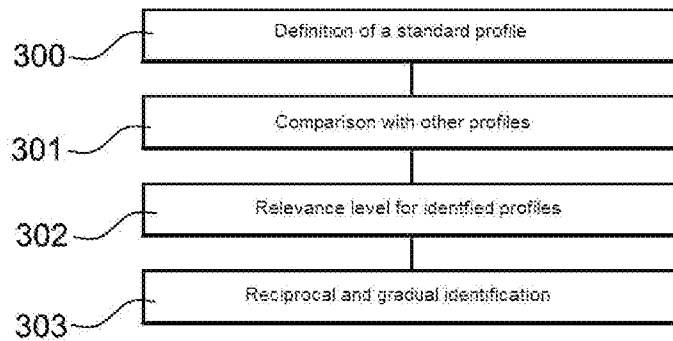 300 Definition of a standard profile
301 Comparison with other profiles
302 Relevance level for identfied profiles
303 Reciprocal and gradual identification